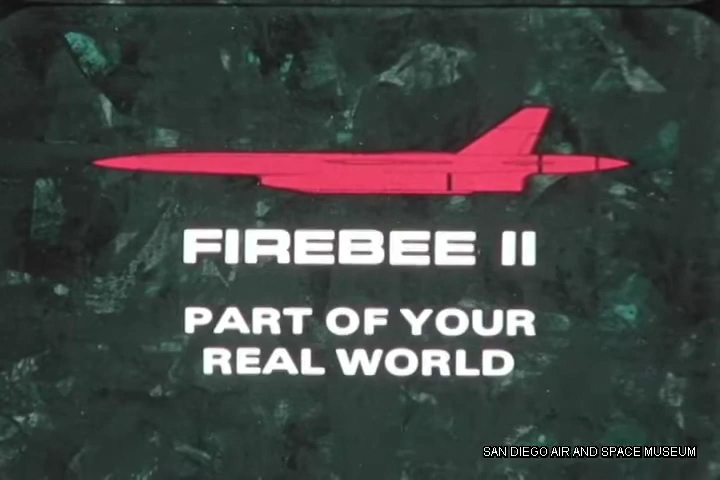 FIREBEE II
PART OF YOUR
REAL WORLD
SAN DIEGO AIR AND SPACE MUSEUM